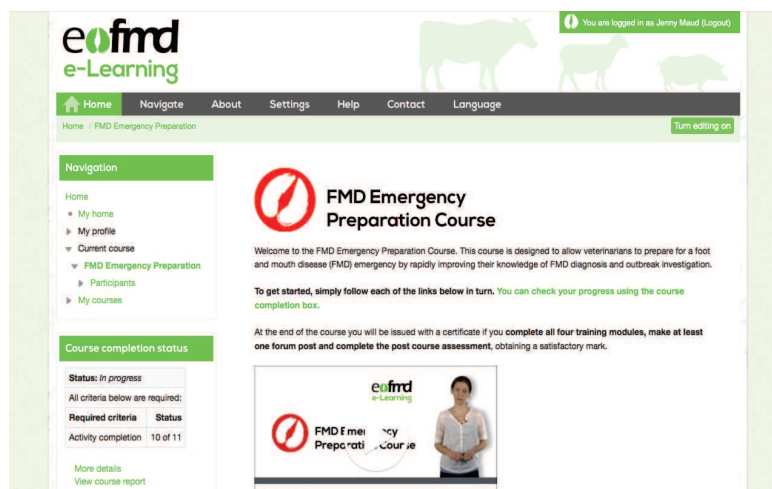 eofmd
e-Learning
You are logged in as Jenny Maud (Logout)
Home Navigate About Settings Help Contact Language
Home / FMD Emergency Preparation
Turn editing on
Navigation
Home
My home
My profile
Current course
FMD Emergency Preparation
Participants
My courses
Course completion status
Status: In progress
All criteria below are required:
Required criteria Status
Activity completion 10 of 11
More details
View course report
FMD Emergency
Preparation Course
Welcome to the FMD Emergency Preparation Course. This course is designed to allow veterinarians to prepare for a foot
and mouth disease (FMD) emergency by rapidly improving their knowledge of FMD diagnosis and outbreak investigation.
To get started, simply follow each of the links below in turn. You can check your progress using the course
completion box.
At the end of the course you will be issued with a certificate if you complete all four training modules, make at least
one forum post and complete the post course assessment, obtaining a satisfactory mark.
eofmd
e-Learning
FMD Emergency
Preparation Course